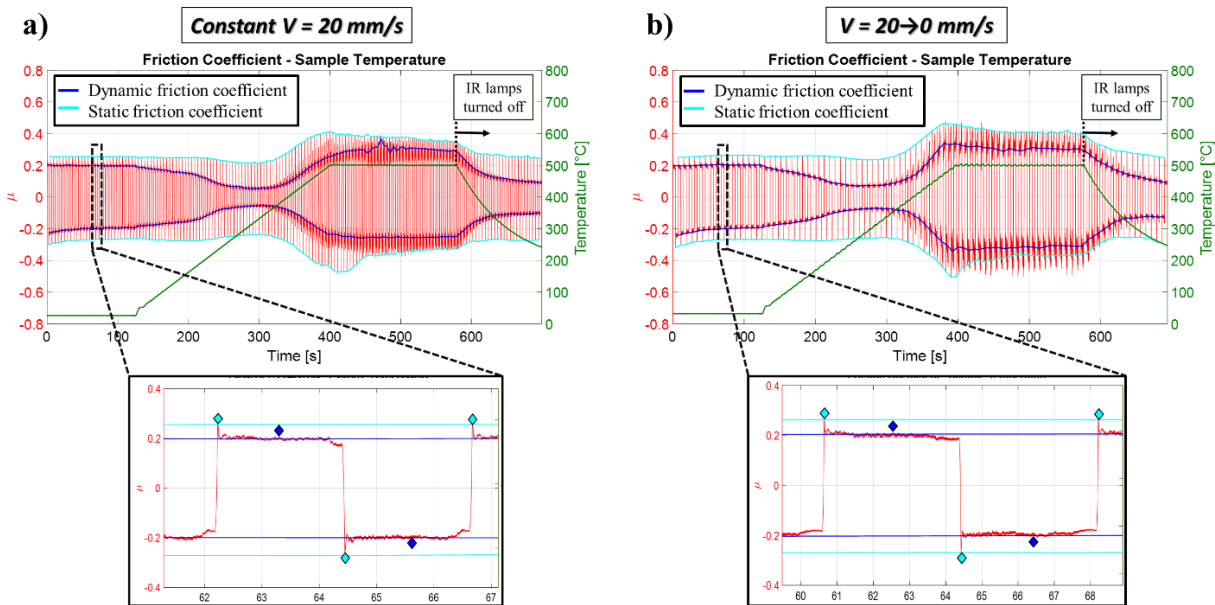 a)
Constant V = 20 mm/s
Friction Coefficient - Sample Temperature
0.8
0.6
0.4
0.2
0
-0.2
-0.4
-0.6
-0.8
μ
Dynamic friction coefficient
Static friction coefficient
IR lamps
turned off
800
700
600
500
400
300
200
100
0
Temperature [°C]
0 100 200 300 400 500 600
Time [s]
0.4
0.2
0
-0.2
-0.4
μ
62 63 64 65 66 67
b)
V = 20→0 mm/s
Friction Coefficient - Sample Temperature
0.8
0.6
0.4
0.2
0
-0.2
-0.4
-0.6
-0.8
μ
Dynamic friction coefficient
Static friction coefficient
IR lamps
turned off
800
700
600
500
400
300
200
100
0
Temperature [°C]
0 100 200 300 400 500 600
Time [s]
0.4
0.2
0
-0.2
-0.4
μ
60 61 62 63 64 65 66 67 68